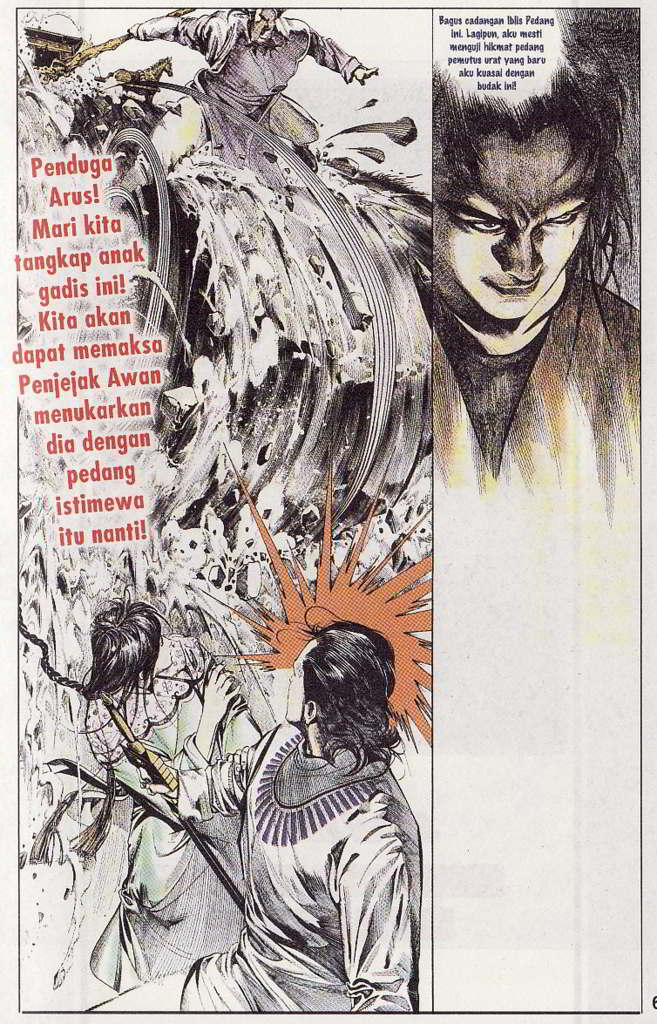 Penduga
Arus!
Mari kita
tangkap anak
gadis ini!
Kita akan
dapat memaksa
Penjejak Awan
menukarkan
dia dengan
pedang
istimewa
itu nanti!
Bagus cadangan Iblis Pedang
ini. Lagipun, aku mesti
menguji hikmat pedang
pemutus urat yang baru
aku kuasai dengan
budak ini!